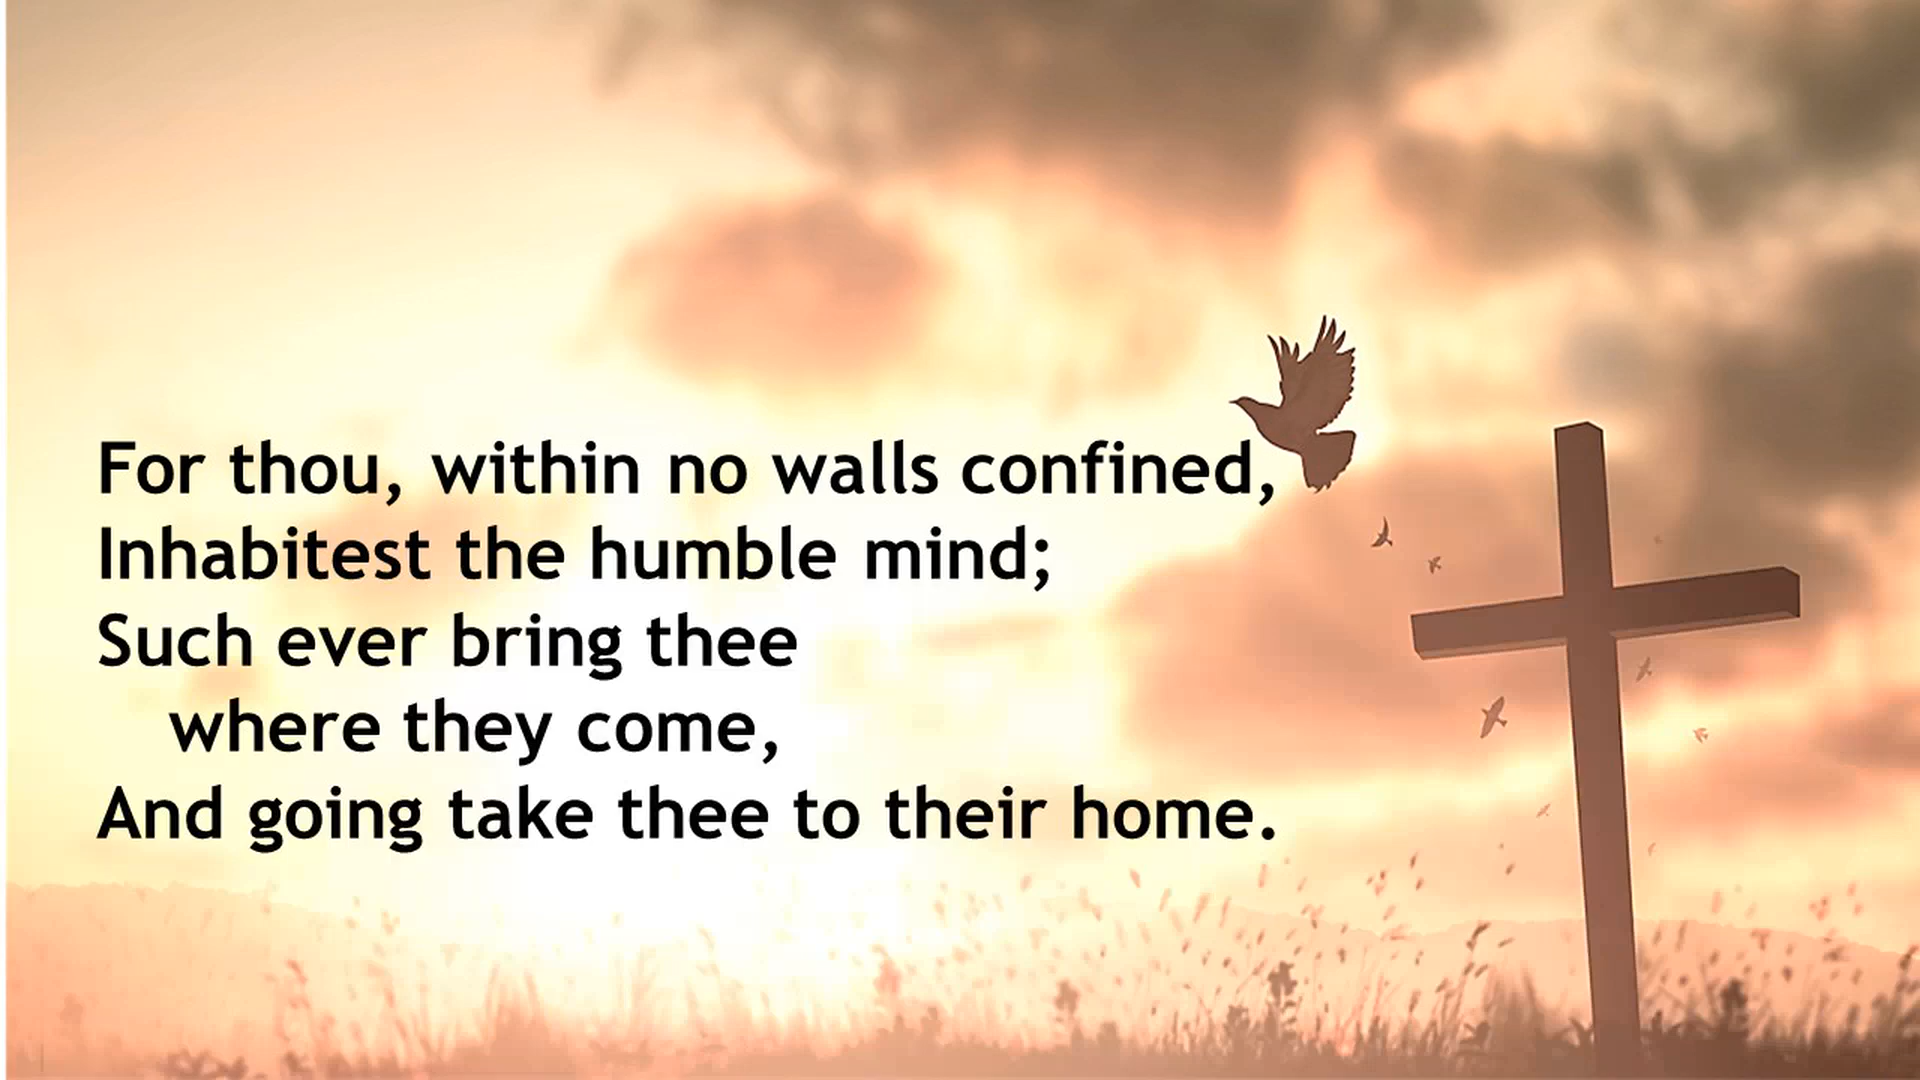 For thou, within no walls confined,
Inhabitest the humble mind;
Such ever bring thee
where they come,
And going take thee to their home.